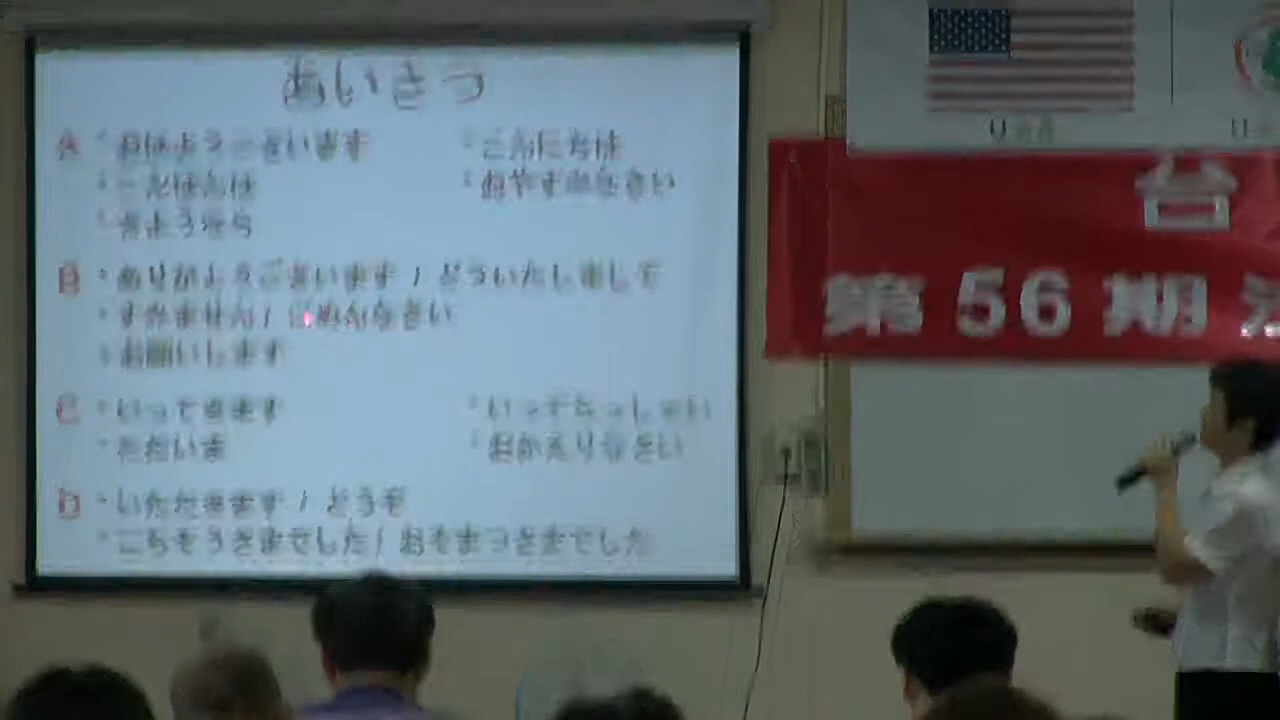 あいさつ
A・おはようございます ・こんにちは
・こんばんは ・おやすみなさい
・さようなら
B・ありがとうございます / どういたしまして
・すみません / ごめんなさい
・お願いします
C・いってきます ・いってらっしゃい
・ただいま ・おかえりなさい
D・いただきます / どうぞ
・ごちそうさまでした / おそまつさまでした
台
第56期